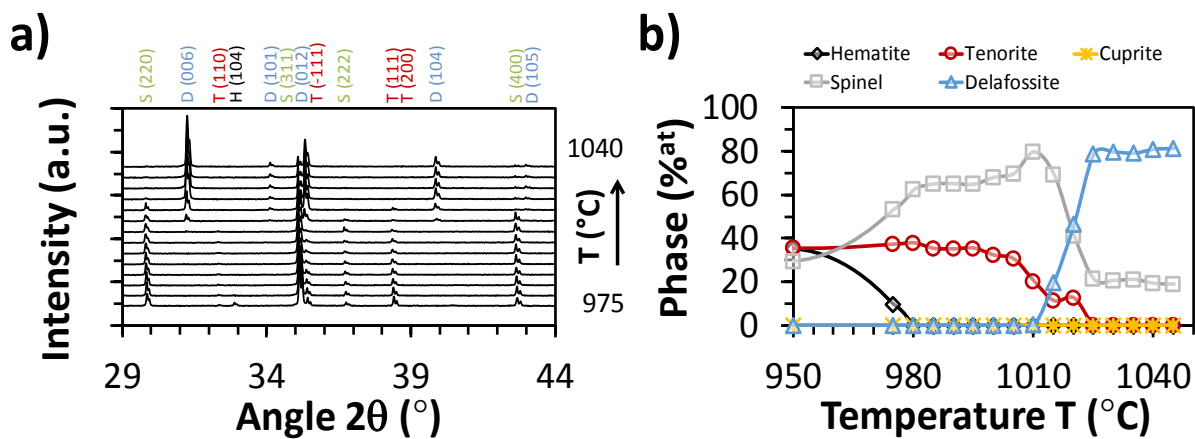 a)
S (220)
D (006)
T (110)
H (104)
D (101)
S (311)
D (012)
T (-111)
S (222)
T (111)
T (200)
D (104)
S (400)
D (105)
Intensity (a.u.)
1040
T (°C)
975
29 34 39 44
Angle 2θ (°)
b)
Hematite Tenorite Cuprite
Spinel Delafossite
Phase (%at)
100
80
60
40
20
0
950 980 1010 1040
Temperature T (°C)